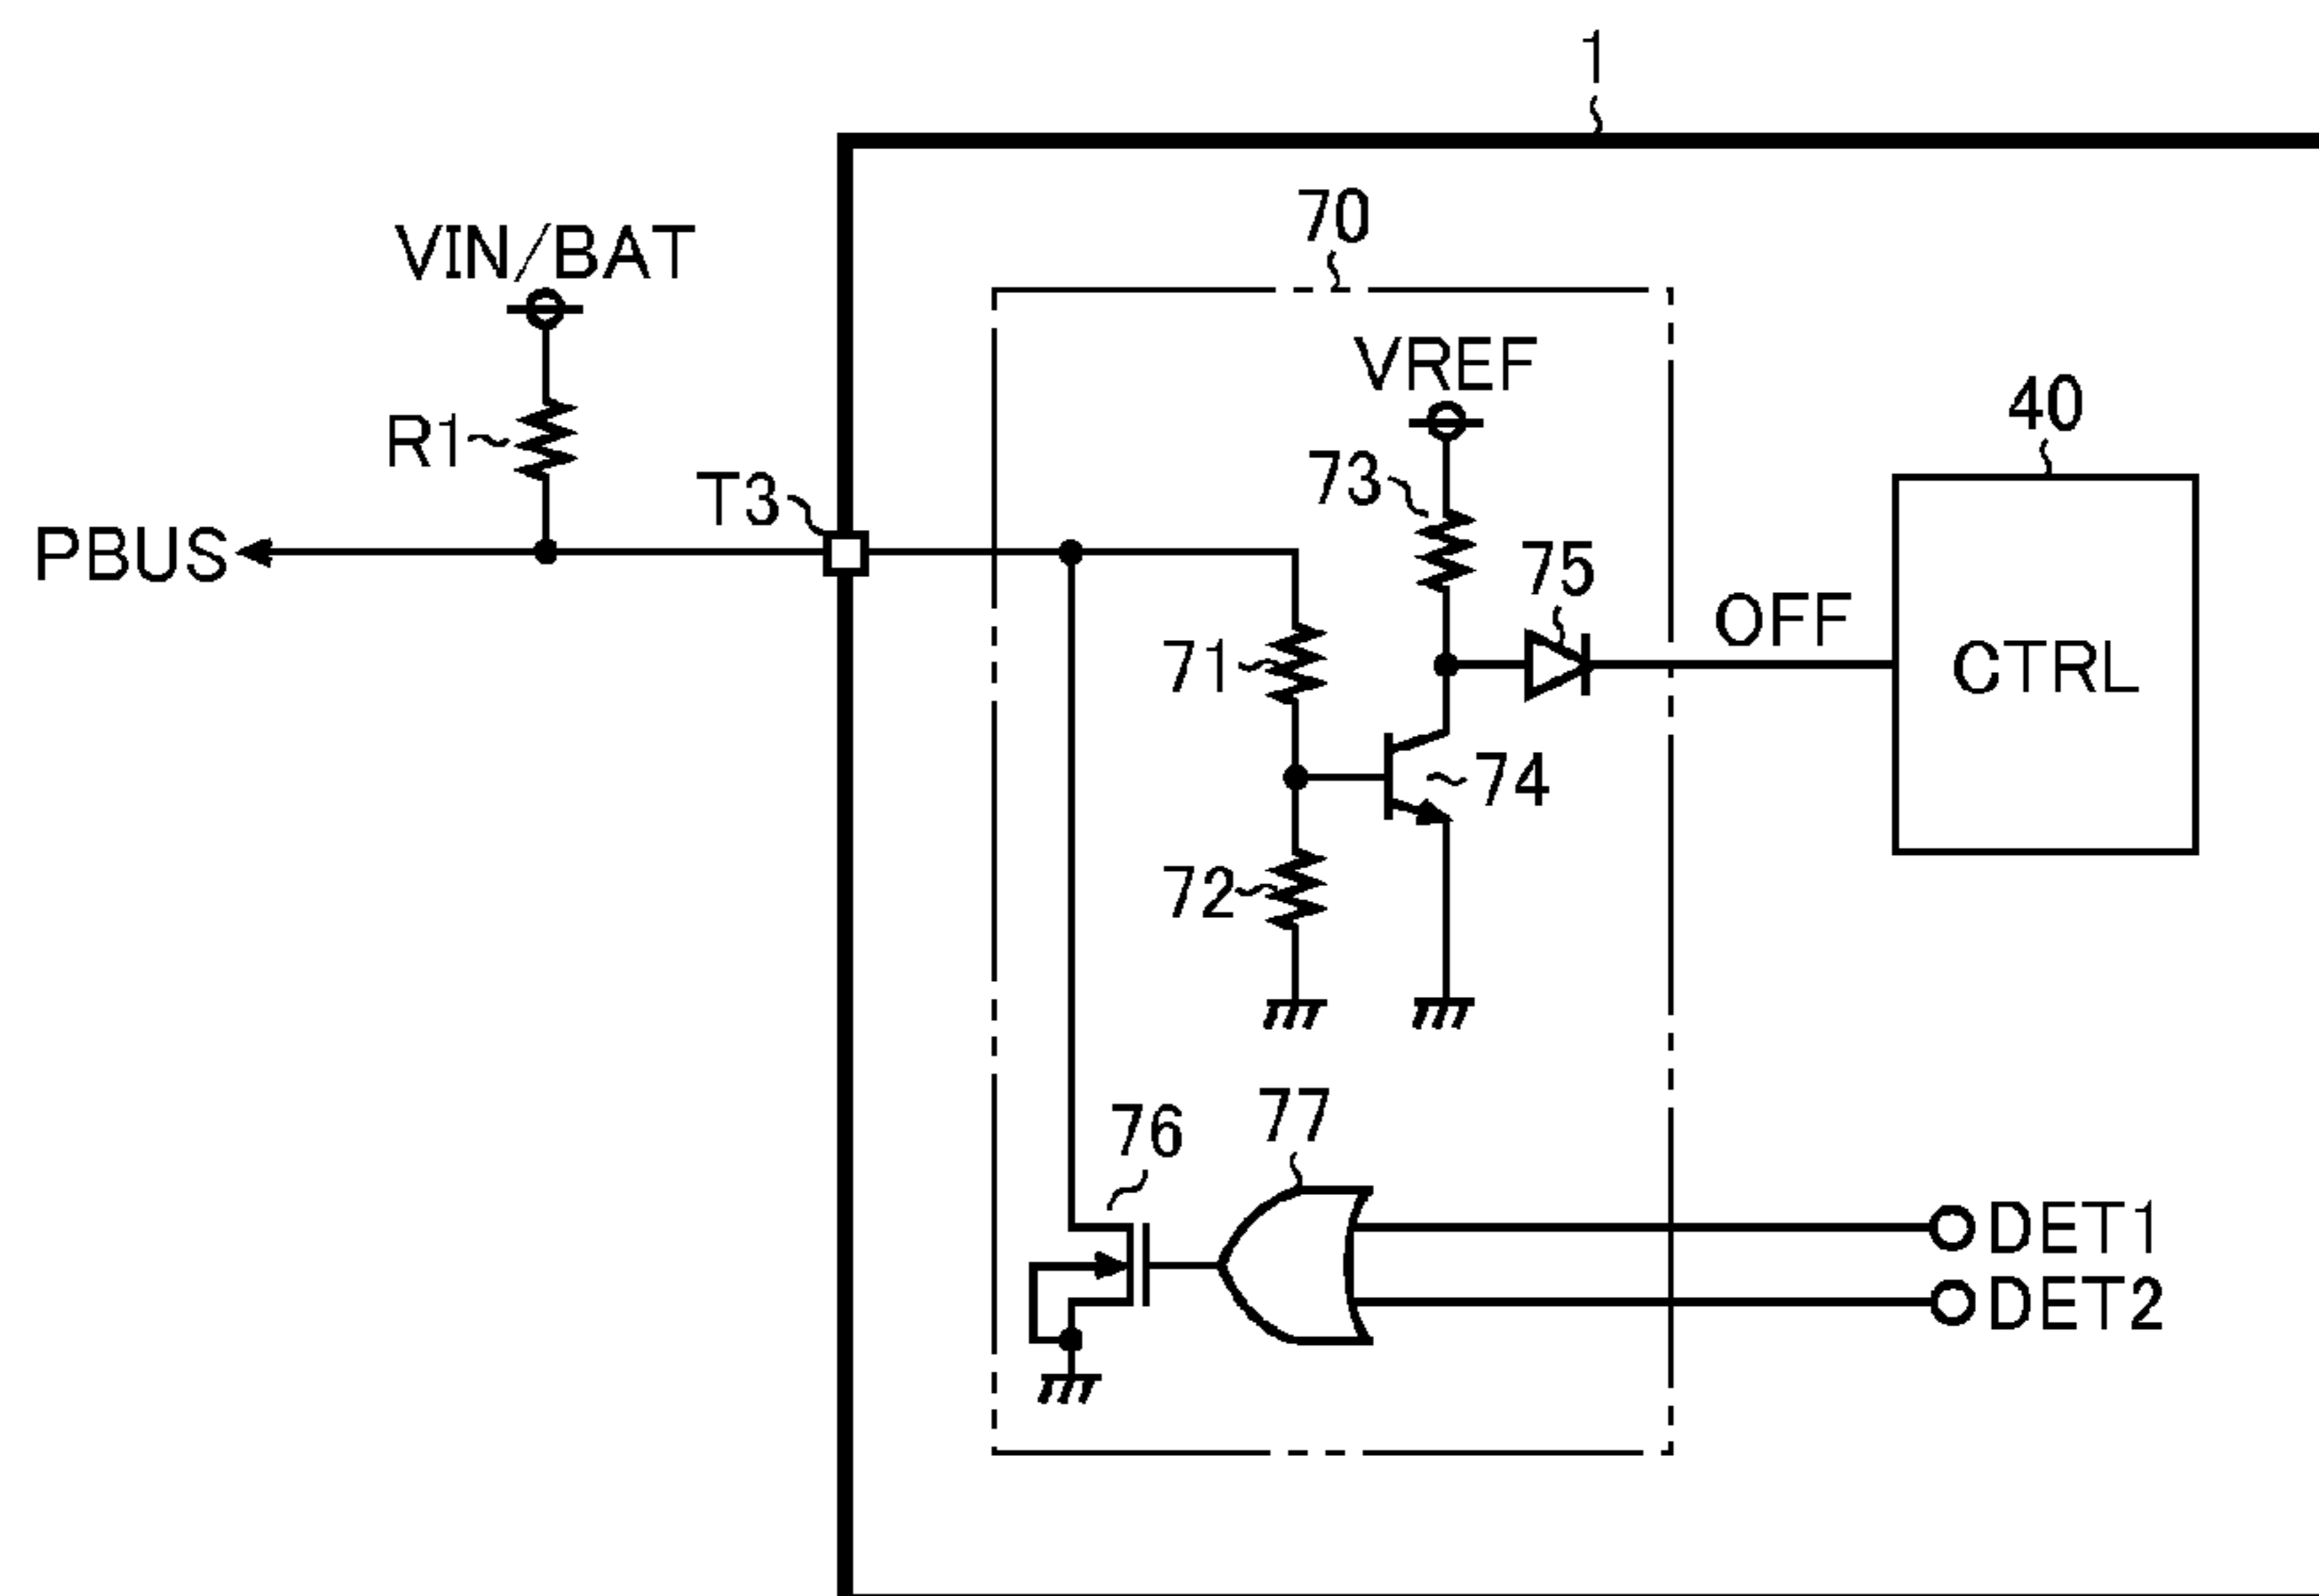 1
70
VIN/BAT
VREF
40
R1
73
T3
75
PBUS
OFF
71
CTRL
74
72
77
76
DET1
DET2